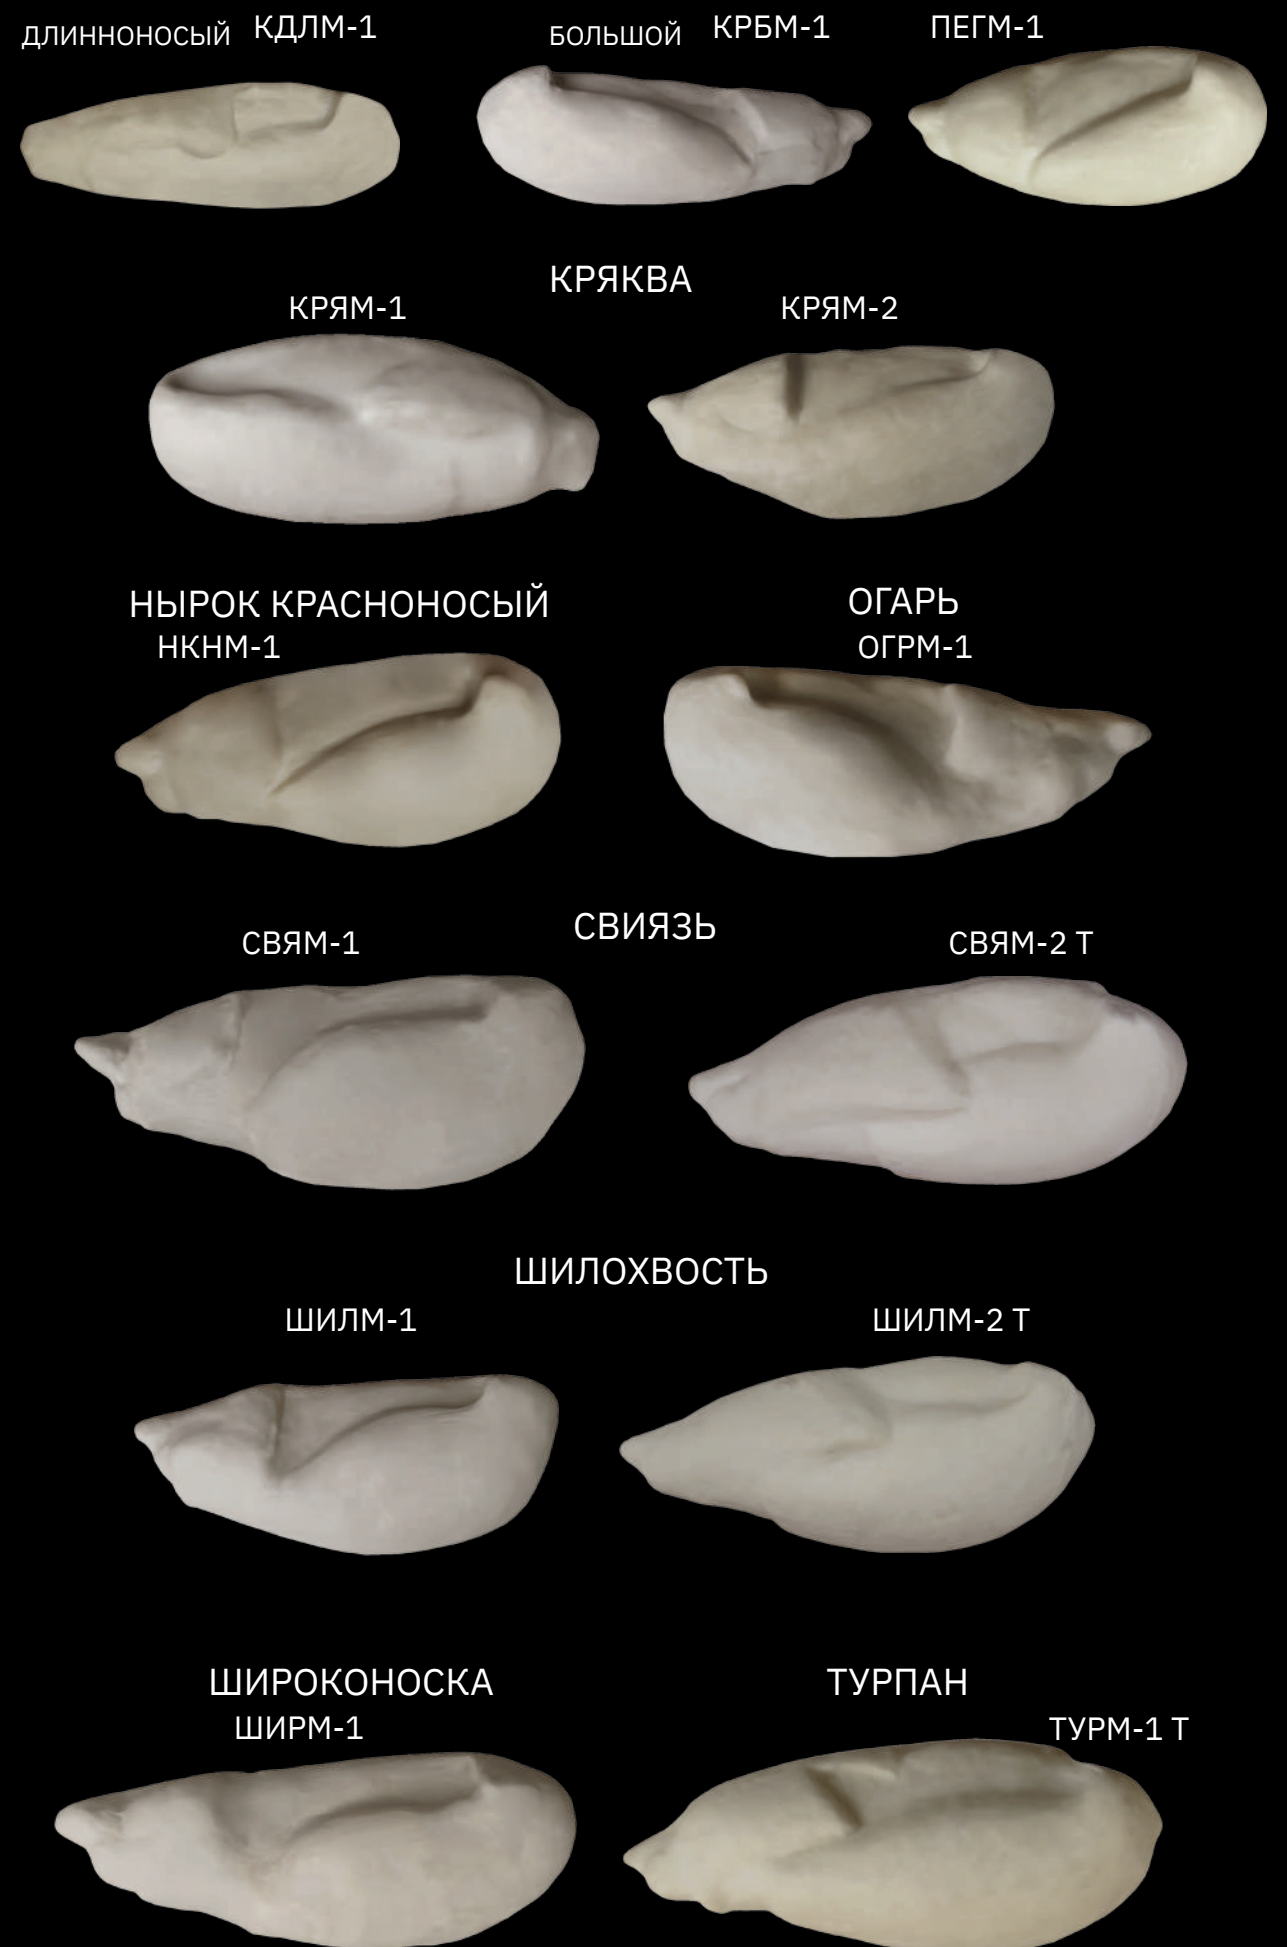 ДЛИННОНОСЫЙ КДЛМ-1
БОЛЬШОЙ КРБМ-1
ПЕГМ-1
КРЯКВА
КРЯМ-1
КРЯМ-2
НЫРОК КРАСНОНОСЫЙ
НКНМ-1
ОГАРЬ
ОГРМ-1
СВИЯЗЬ
СВЯМ-1
СВЯМ-2 Т
ШИЛОХВОСТЬ
ШИЛМ-1
ШИЛМ-2 Т
ШИРОКОНОСКА
ШИРМ-1
ТУРПАН
ТУРМ-1 Т